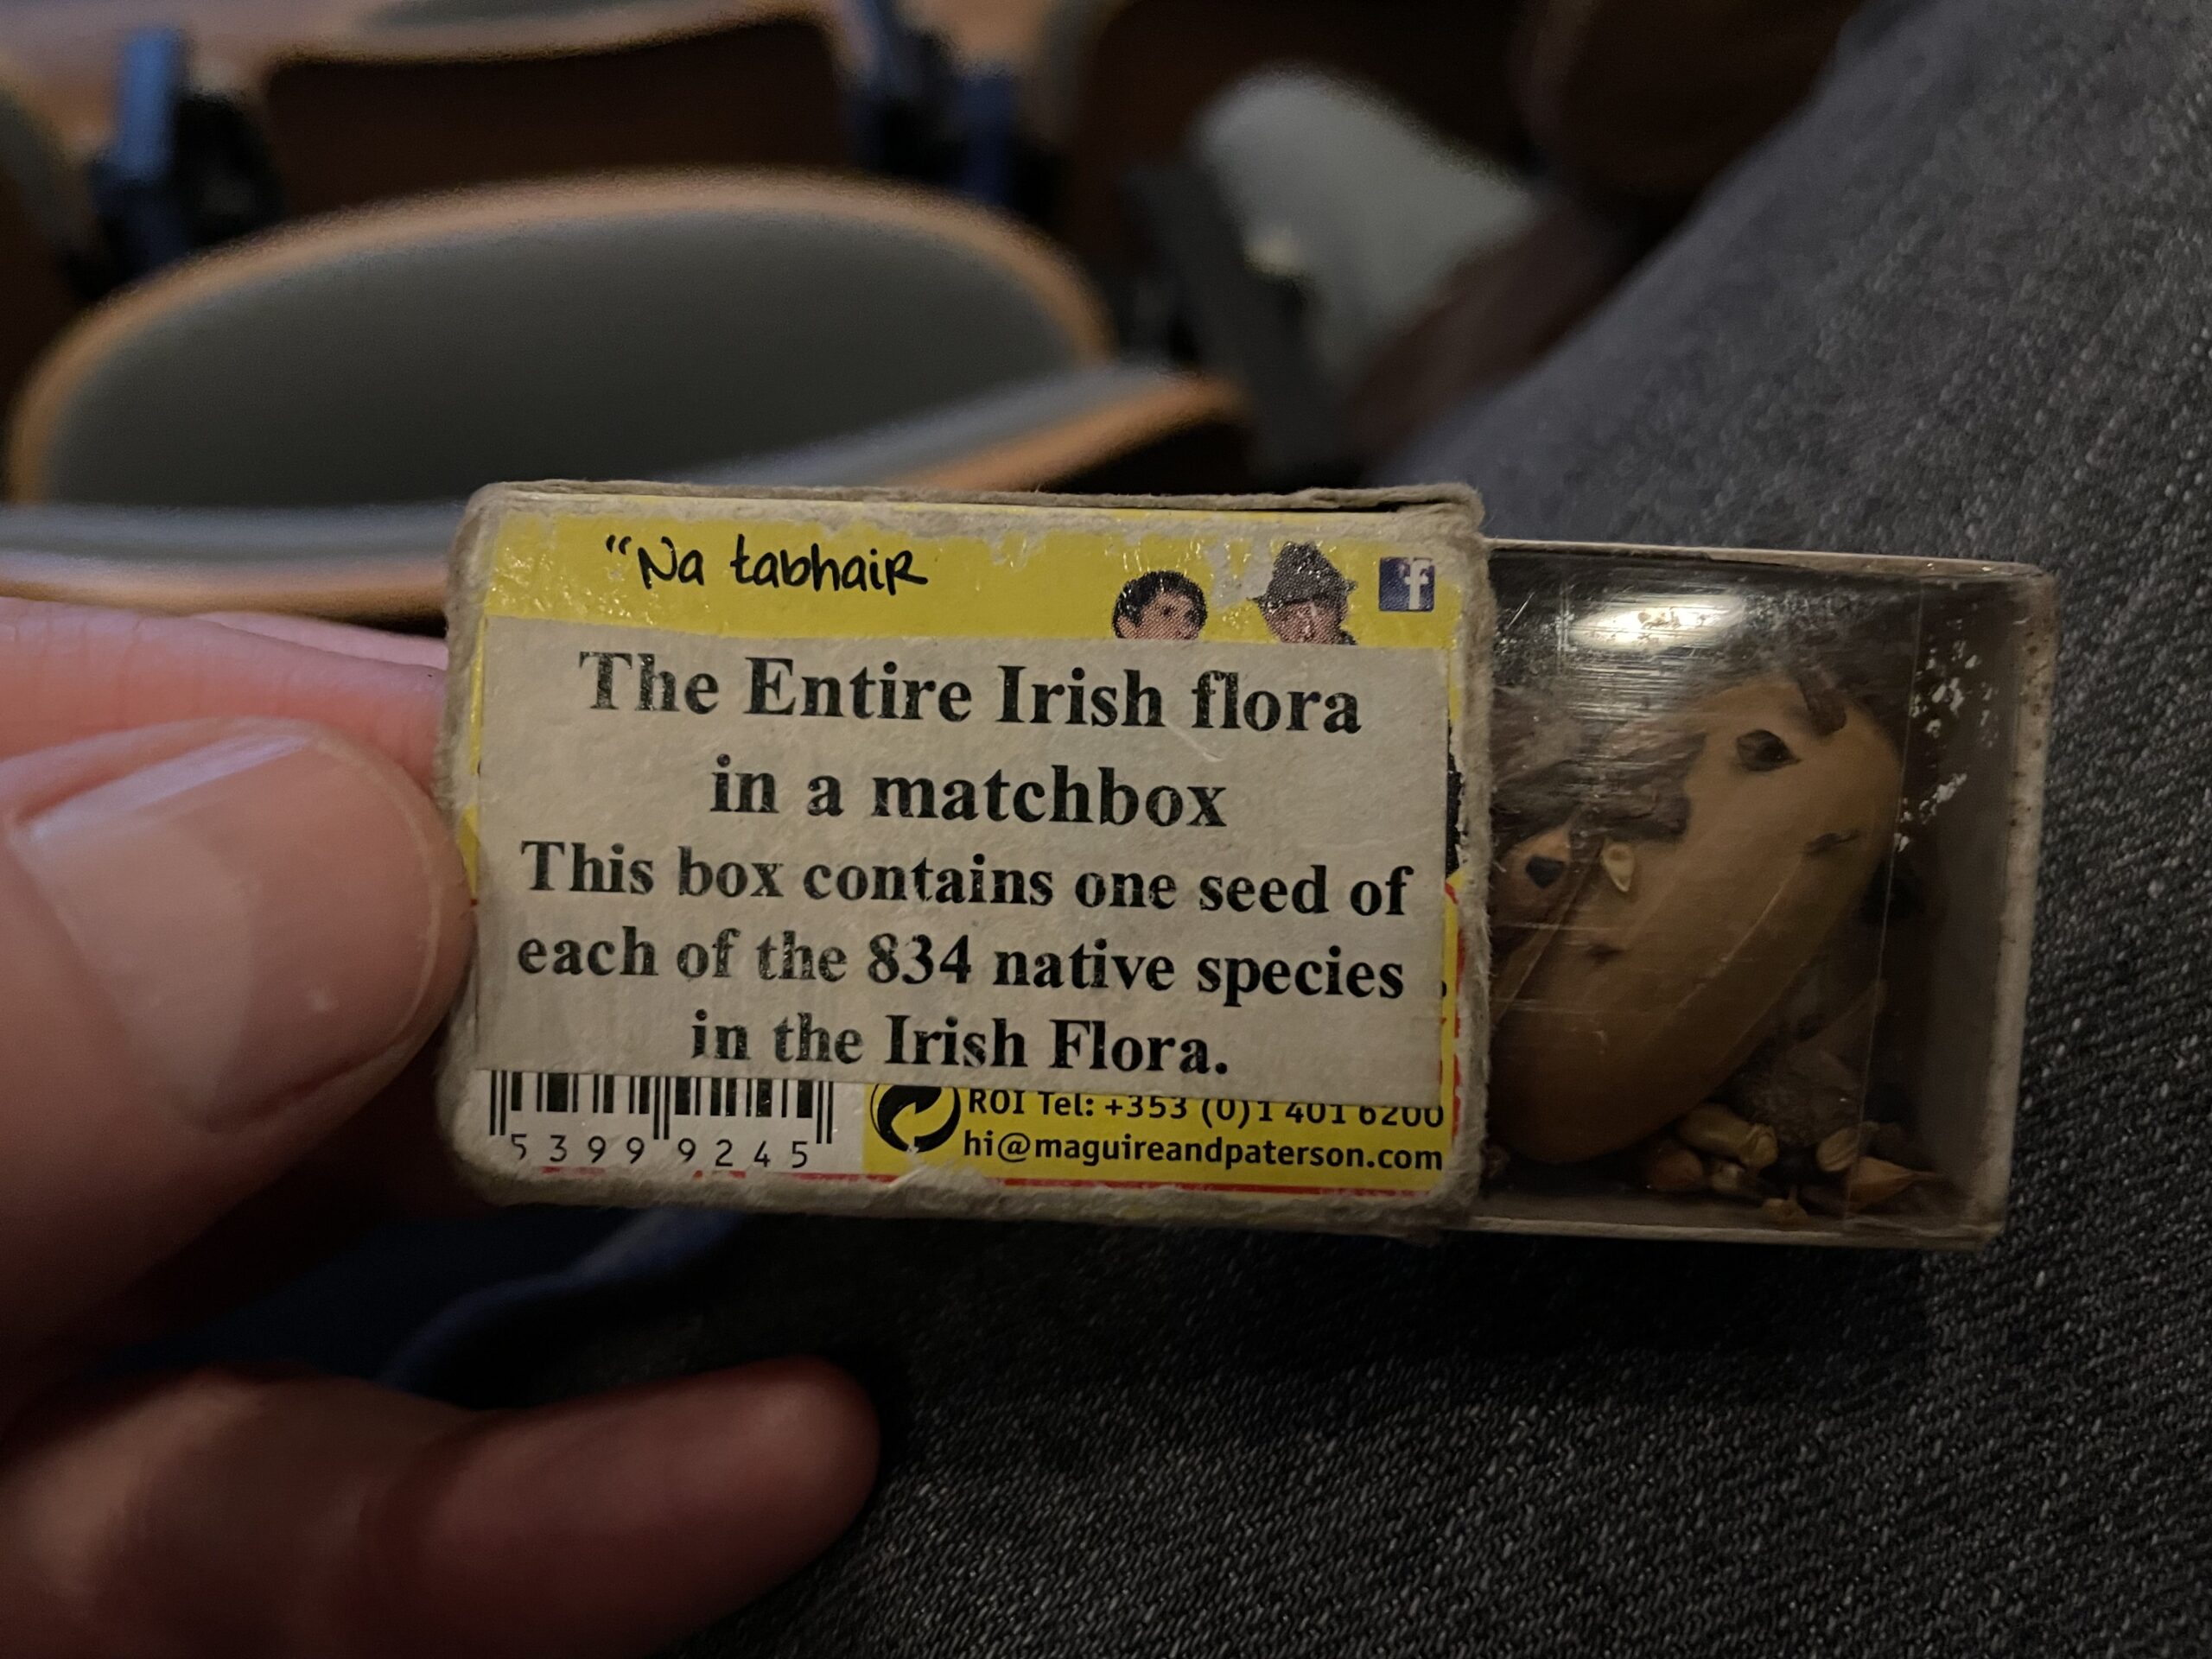 “Na tabhair
f
The Entire Irish flora
in a matchbox
This box contains one seed of
each of the 834 native species
in the Irish Flora.
ROI Tel: +353 (0)1 401 6200
hi@maguireandpaterson.com
5399 9245